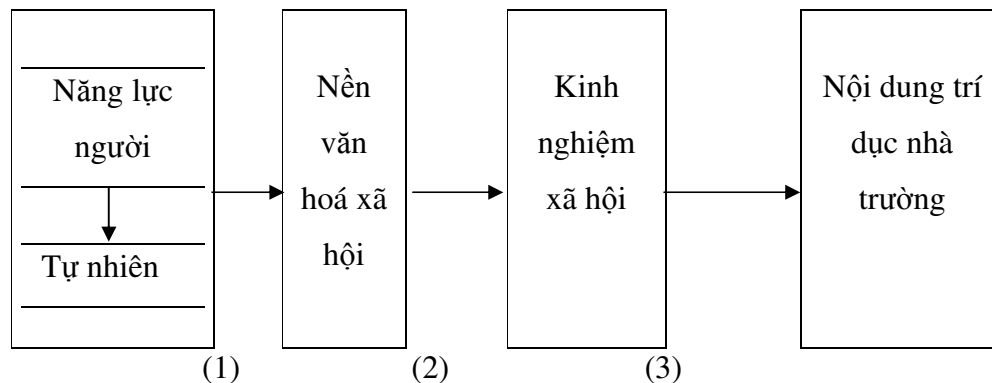 Năng lực
người
Tự nhiên
Nền
văn
hoá xã
hội
Kinh
nghiệm
xã hội
Nội dung trí
dục nhà
trường
(1)
(2)
(3)